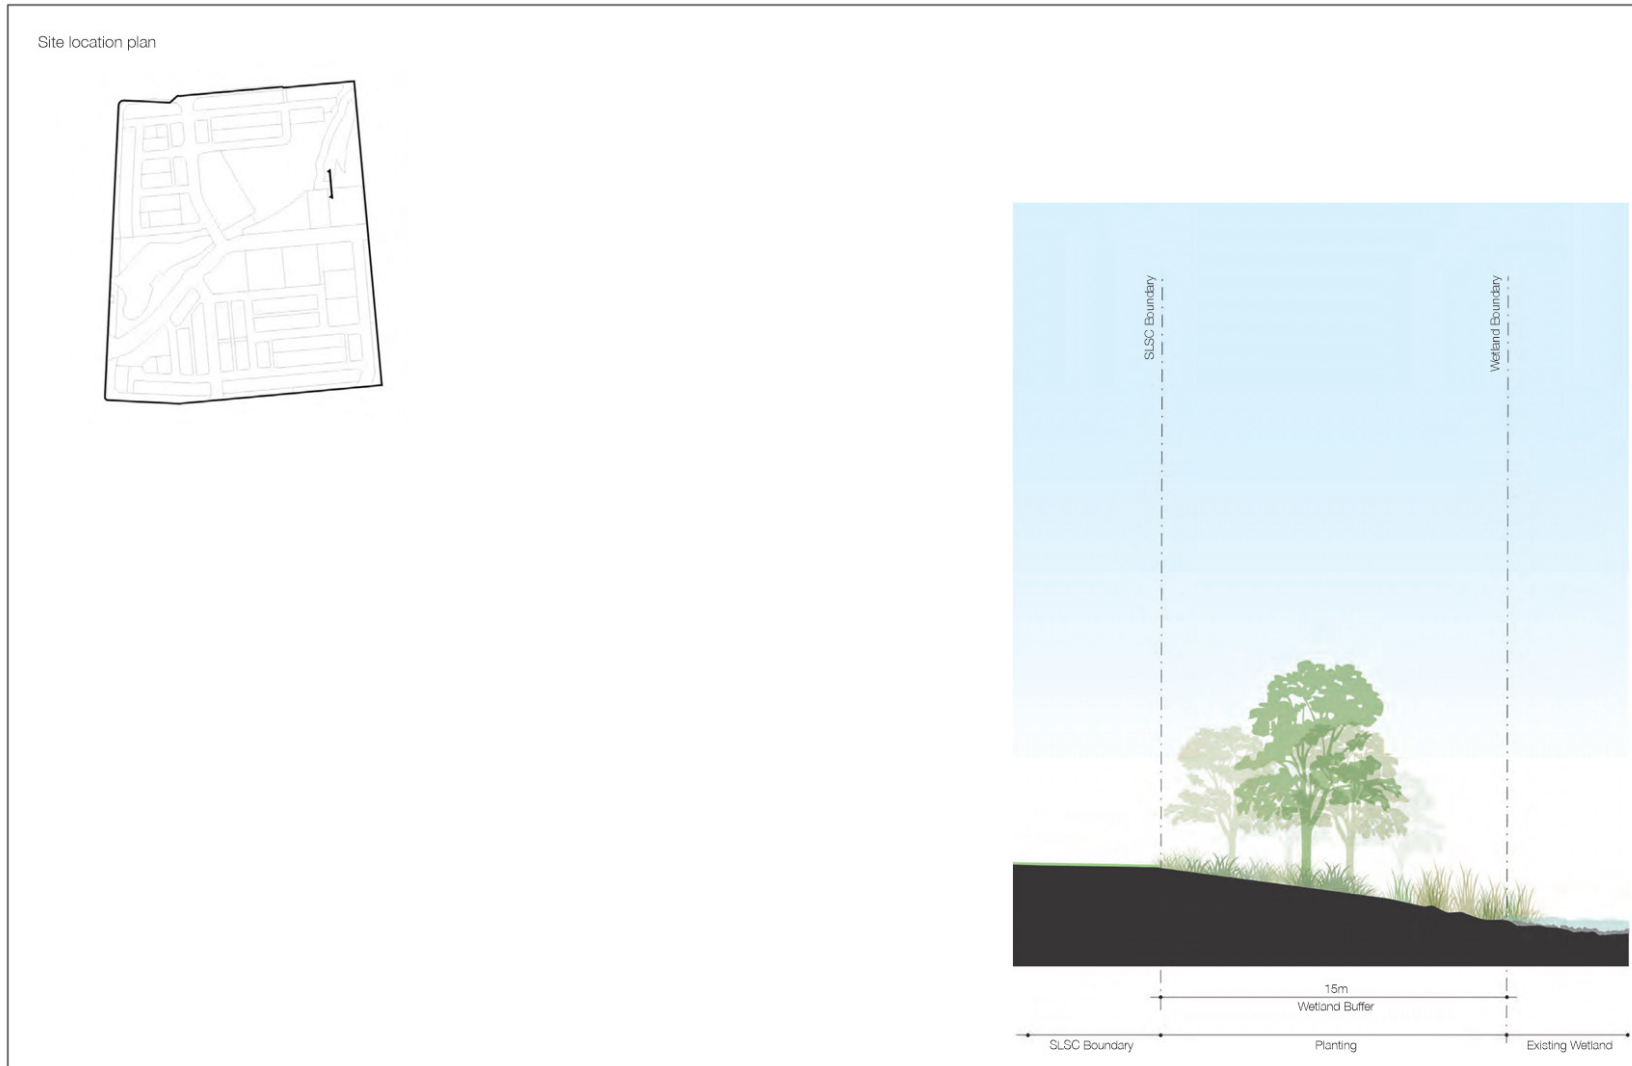 Site location plan
SLSC Boundary
Wetland Boundary
15m
Wetland Buffer
SLSC Boundary
Planting
Existing Wetland